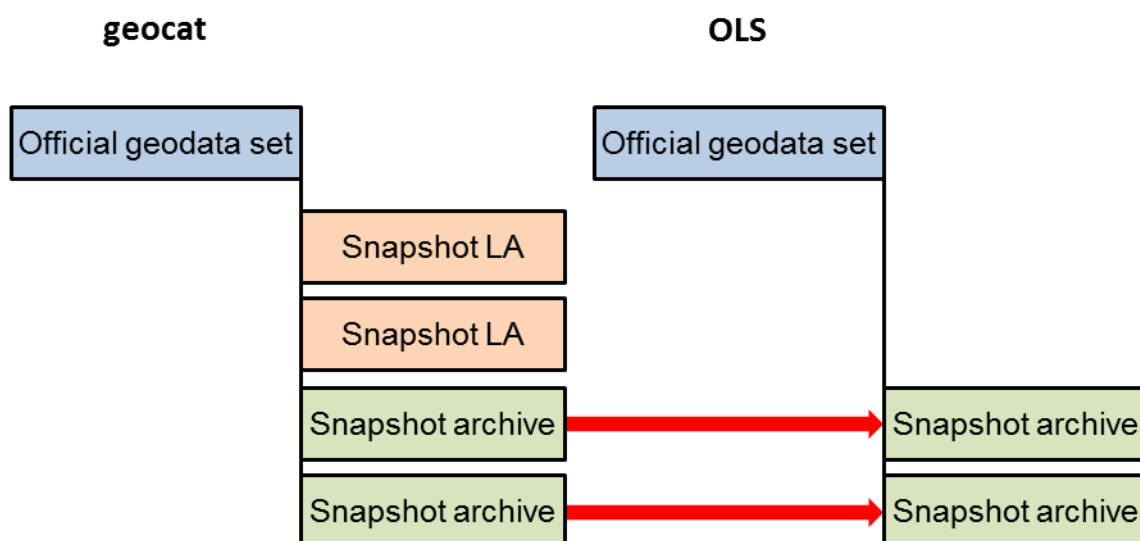 geocat
OLS
Official geodata set
Official geodata set
Snapshot LA
Snapshot LA
Snapshot archive
Snapshot archive
Snapshot archive
Snapshot archive